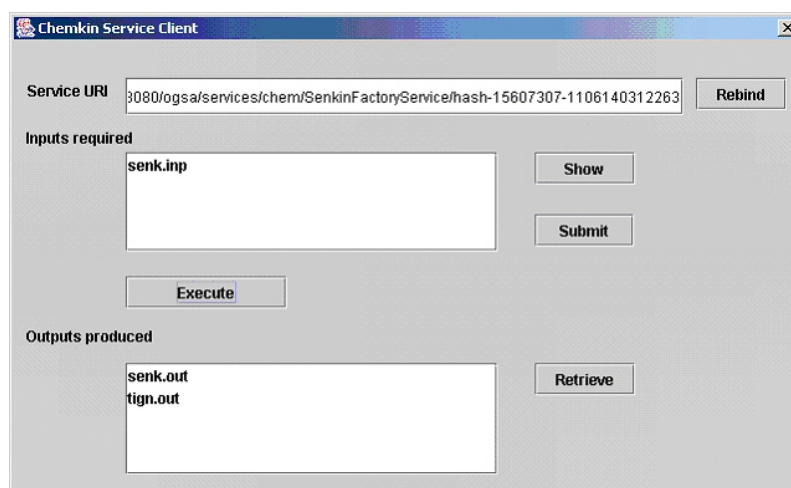 Chemkin Service Client
Service URI
3080/ogsa/services/chem/SenkinFactoryService/hash-15607307-1106140312263
Rebind
Inputs required
senk.inp
Show
Submit
Execute
Outputs produced
senk.out
tign.out
Retrieve